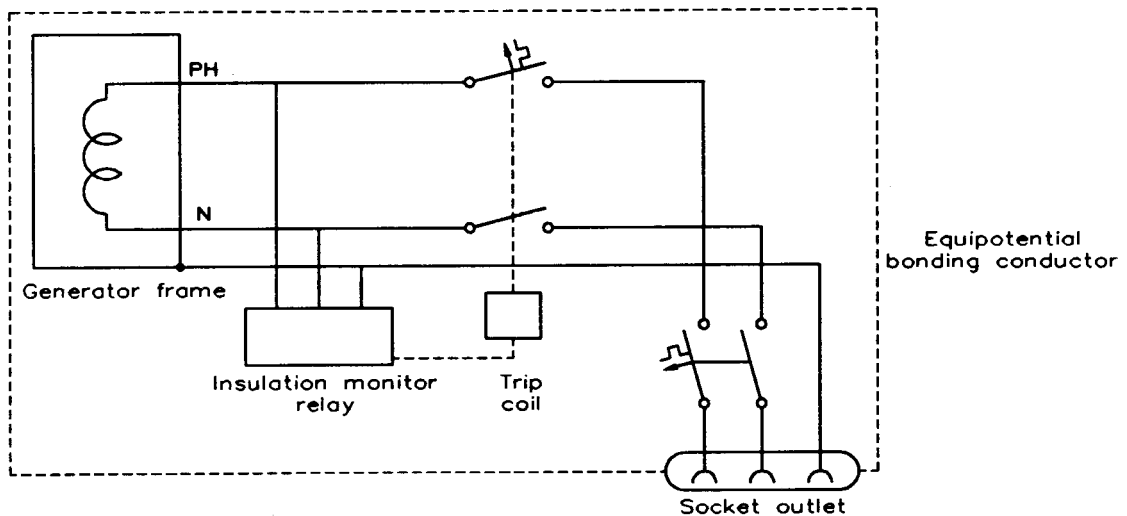 PH
N
Generator frame
Insulation monitor
relay
Trip
coil
Equipotential
bonding conductor
Socket outlet